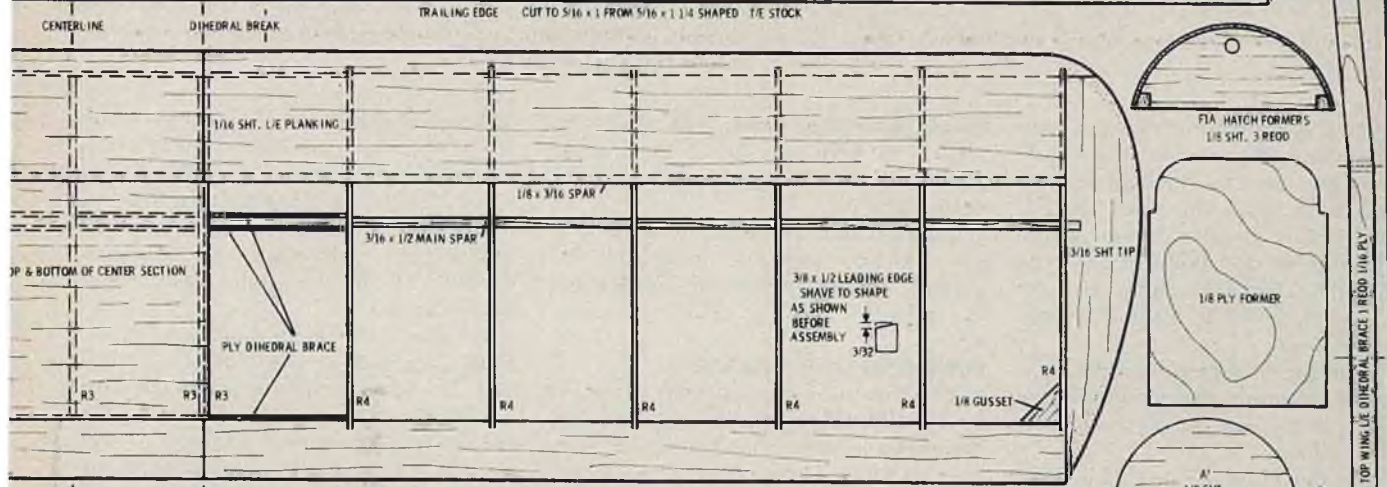 TRAILING EDGE CUT TO 5/16 x 1 FROM 5/16 x 1 1/4 SHAPED T/E STOCK
CENTERLINE
DIHEDRAL BREAK
1/16 SHT. L/E PLANKING
1/8 x 3/16 SPAR
3/16 x 1/2 MAIN SPAR
OP & BOTTOM OF CENTER SECTION
PLY DIHEDRAL BRACE
3/8 x 1/2 LEADING EDGE
SHAVE TO SHAPE
AS SHOWN
BEFORE
ASSEMBLY
3/32
3/16 SHT TIP
1/8 GUSSET
R3
R3
R3
R4
R4
R4
R4
R4
R4
F1A HATCH FORMERS
1/8 SHT. 3 REQD
1/8 PLY FORMER
TOP WING L/E DIHEDRAL BRACE 1 REQD 1/16 PLY